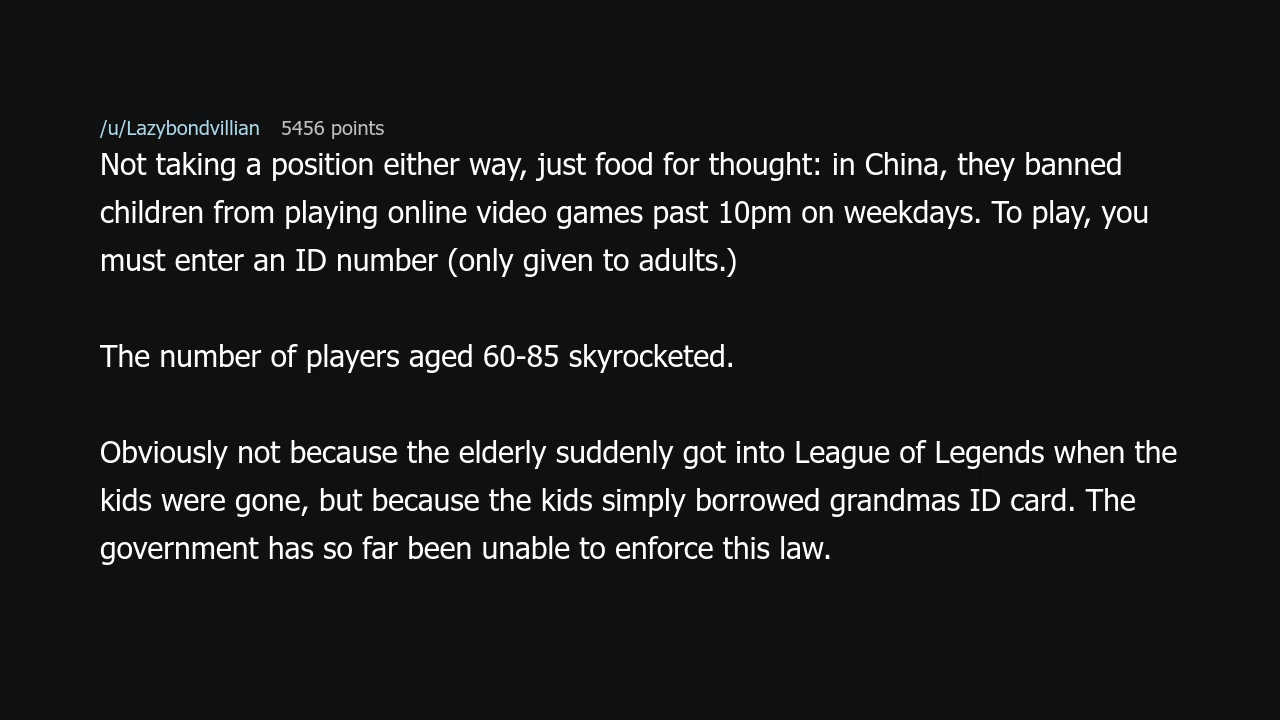 /u/Lazybondvillian 5456 points
Not taking a position either way, just food for thought: in China, they banned
children from playing online video games past 10pm on weekdays. To play, you
must enter an ID number (only given to adults.)
The number of players aged 60-85 skyrocketed.
Obviously not because the elderly suddenly got into League of Legends when the
kids were gone, but because the kids simply borrowed grandmas ID card. The
government has so far been unable to enforce this law.